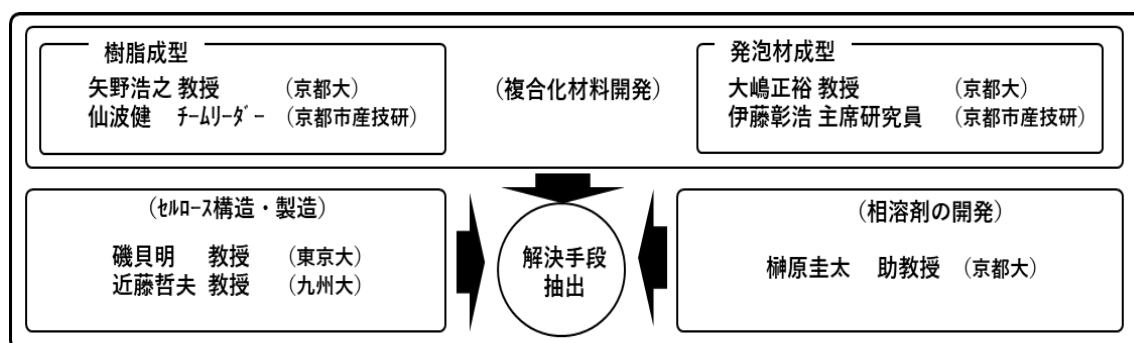 樹脂成型
矢野浩之 教授 (京都大)
仙波健 ﾁｰﾑﾘｰﾀﾞｰ (京都市産技研)
(複合化材料開発)
発泡材成型
大嶋正裕 教授 (京都大)
伊藤彰浩 主席研究員 (京都市産技研)
(ｾﾙﾛｰｽ構造・製造)
磯貝明 教授 (東京大)
近藤哲夫 教授 (九州大)
解決手段
抽出
(相溶剤の開発)
榊原圭太 助教授 (京都大)